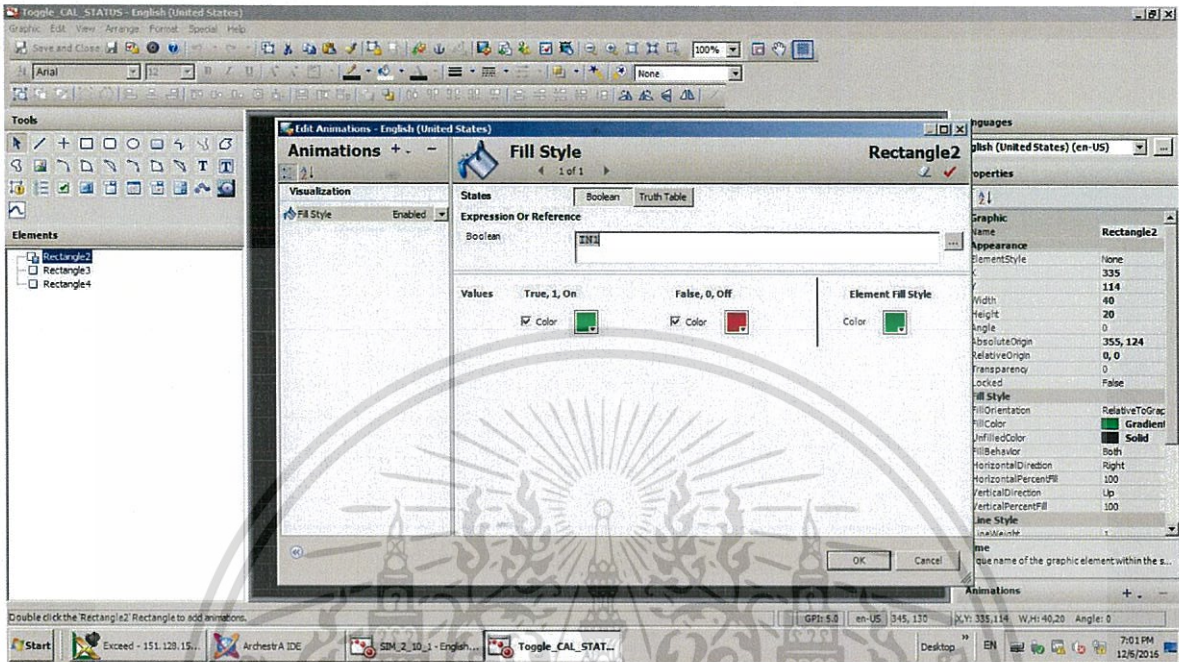 Toggle_CAL_STATUS - English (United States)
Graphic Edit View Arrange Format Special Help
Save and Close
100%
Arial
12
None
Tools
Elements
Rectangle2
Rectangle3
Rectangle4
Edit Animations - English (United States)
Animations
Visualization
Fill Style Enabled
Fill Style
1 of 1
Rectangle2
States Boolean Truth Table
Expression Or Reference
Boolean IN1
Values True, 1, On False, 0, Off Element Fill Style
Color Color Color
OK Cancel
nguages
glish (United States) (en-US)
roperties
Graphic
Name Rectangle2
Appearance
ElementStyle None
X 335
Y 114
Width 40
Height 20
Angle 0
AbsoluteOrigin 355, 124
RelativeOrigin 0, 0
Transparency 0
Locked False
Fill Style
FillOrientation RelativeToGrap
FillColor Gradient
UnfilledColor Solid
FillBehavior Both
HorizontalDirection Right
HorizontalPercentFill 100
VerticalDirection Up
VerticalPercentFill 100
Line Style
LineWeight 1
me
que name of the graphic element within the s...
Animations
Double click the 'Rectangle2' Rectangle to add animations.
GPI: 5.0 en-US 345, 130 X,Y: 335,114 W,H: 40,20 Angle: 0
Start Exceed - 151.128.15... ArchestrA IDE SIM_2_10_1 - English... Toggle_CAL_STAT... Desktop EN 7:01 PM
12/6/2016